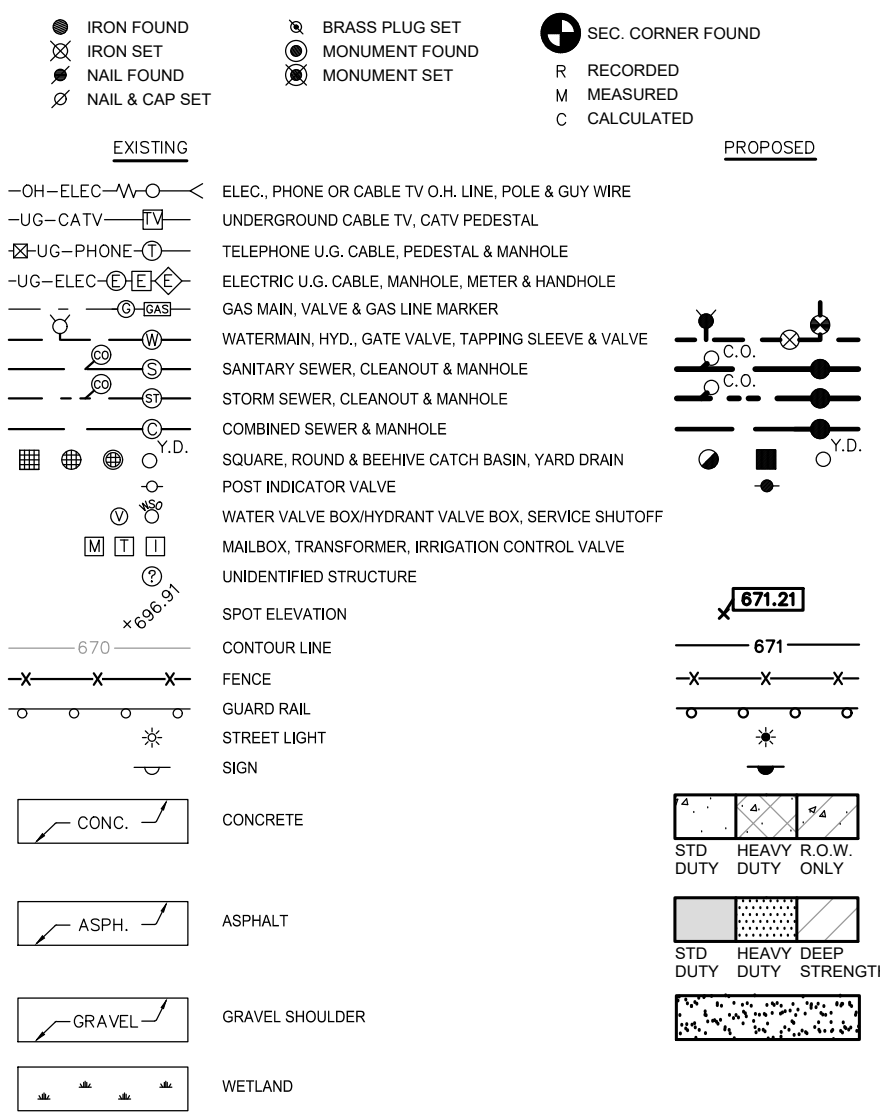 IRON FOUND
BRASS PLUG SET
SEC. CORNER FOUND
IRON SET
MONUMENT FOUND
R RECORDED
NAIL FOUND
MONUMENT SET
M MEASURED
NAIL & CAP SET
C CALCULATED
EXISTING
PROPOSED
OH-ELEC
ELEC., PHONE OR CABLE TV O.H. LINE, POLE & GUY WIRE
UG-CATV TV
UNDERGROUND CABLE TV, CATV PEDESTAL
UG-PHONE T
TELEPHONE U.G. CABLE, PEDESTAL & MANHOLE
UG-ELEC E E E
ELECTRIC U.G. CABLE, MANHOLE, METER & HANDHOLE
G GAS
GAS MAIN, VALVE & GAS LINE MARKER
W
WATERMAIN, HYD., GATE VALVE, TAPPING SLEEVE & VALVE
CO S
SANITARY SEWER, CLEANOUT & MANHOLE
C.O.
CO ST
STORM SEWER, CLEANOUT & MANHOLE
C.O.
C
COMBINED SEWER & MANHOLE
Y.D.
SQUARE, ROUND & BEEHIVE CATCH BASIN, YARD DRAIN
Y.D.
POST INDICATOR VALVE
V WSO
WATER VALVE BOX/HYDRANT VALVE BOX, SERVICE SHUTOFF
M T I
MAILBOX, TRANSFORMER, IRRIGATION CONTROL VALVE
?
UNIDENTIFIED STRUCTURE
+696.91
SPOT ELEVATION
671.21
670
CONTOUR LINE
671
X X X
FENCE
X X X
GUARD RAIL
STREET LIGHT
SIGN
CONC.
CONCRETE
STD DUTY
HEAVY DUTY
R.O.W. ONLY
ASPH.
ASPHALT
STD DUTY
HEAVY DUTY
DEEP STRENGTH
GRAVEL
GRAVEL SHOULDER
WETLAND